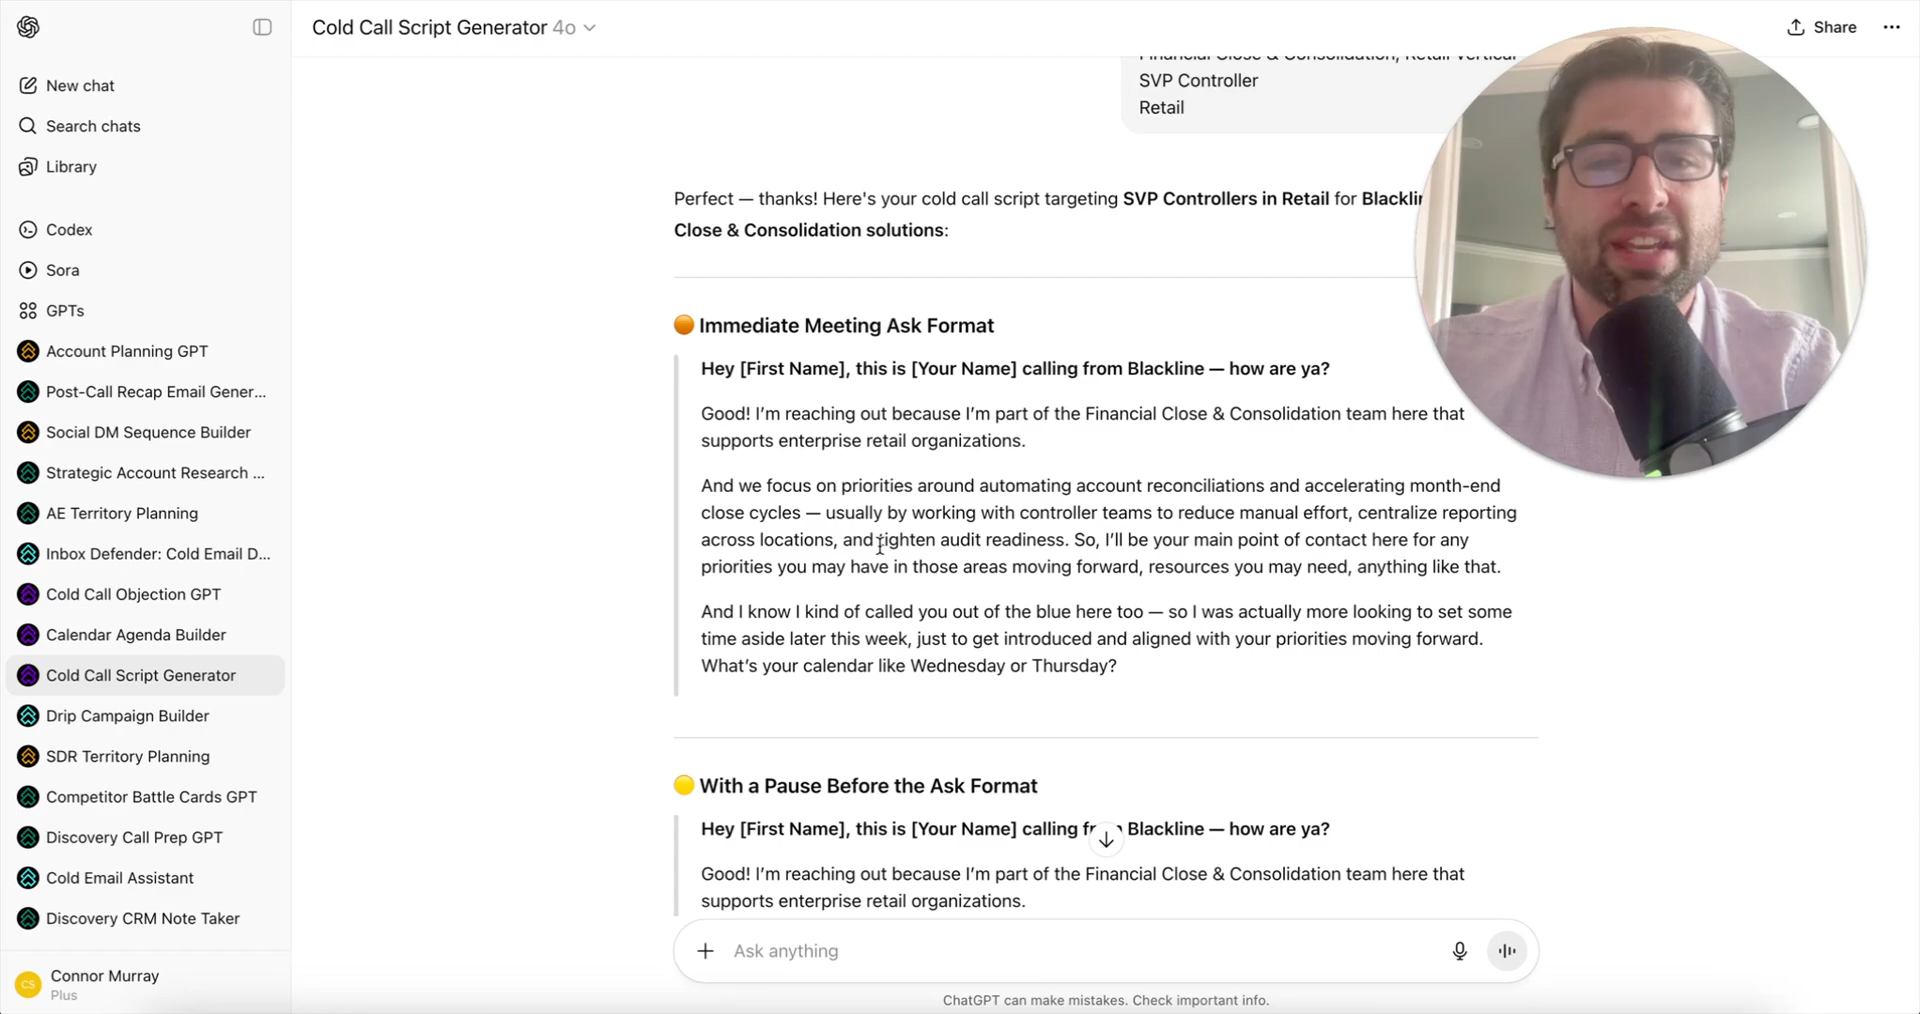 Cold Call Script Generator 4o
Share
New chat
Search chats
Library
Codex
Sora
GPTs
Account Planning GPT
Post-Call Recap Email Gener...
Social DM Sequence Builder
Strategic Account Research ...
AE Territory Planning
Inbox Defender: Cold Email D...
Cold Call Objection GPT
Calendar Agenda Builder
Cold Call Script Generator
Drip Campaign Builder
SDR Territory Planning
Competitor Battle Cards GPT
Discovery Call Prep GPT
Cold Email Assistant
Discovery CRM Note Taker
CS
Connor Murray
Plus
Financial Close & Consolidation, Retail Vertical
SVP Controller
Retail
Perfect — thanks! Here's your cold call script targeting SVP Controllers in Retail for
Close & Consolidation solutions:
Immediate Meeting Ask Format
Hey [First Name], this is [Your Name] calling from Blackline — how are ya?
Good! I'm reaching out because I'm part of the Financial Close & Consolidation team here that
supports enterprise retail organizations.
And we focus on priorities around automating account reconciliations and accelerating month-end
close cycles — usually by working with controller teams to reduce manual effort, centralize reporting
across locations, and tighten audit readiness. So, I'll be your main point of contact here for any
priorities you may have in those areas moving forward, resources you may need, anything like that.
And I know I kind of called you out of the blue here too — so I was actually more looking to set some
time aside later this week, just to get introduced and aligned with your priorities moving forward.
What's your calendar like Wednesday or Thursday?
With a Pause Before the Ask Format
Hey [First Name], this is [Your Name] calling from Blackline — how are ya?
Good! I'm reaching out because I'm part of the Financial Close & Consolidation team here that
supports enterprise retail organizations.
Ask anything
ChatGPT can make mistakes. Check important info.